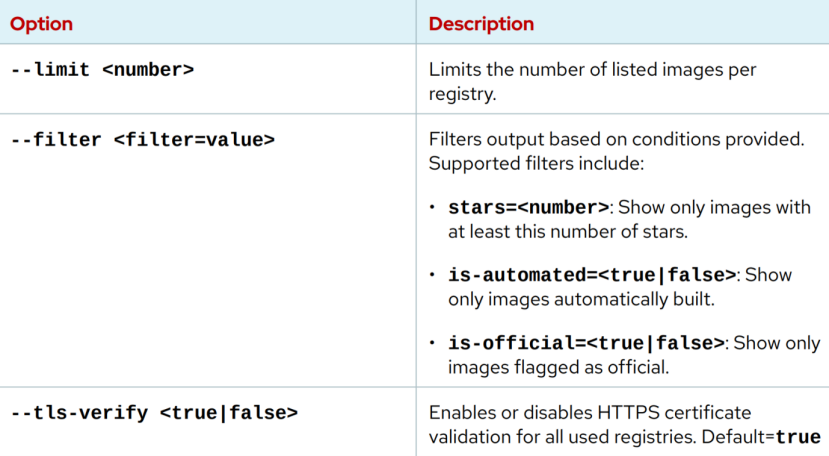 Option
Description
--limit <number>
Limits the number of listed images per
registry.
--filter <filter=value>
Filters output based on conditions provided.
Supported filters include:
• stars=<number>: Show only images with
at least this number of stars.
• is-automated=<true|false>: Show
only images automatically built.
• is-official=<true|false>: Show only
images flagged as official.
--tls-verify <true|false>
Enables or disables HTTPS certificate
validation for all used registries. Default=true